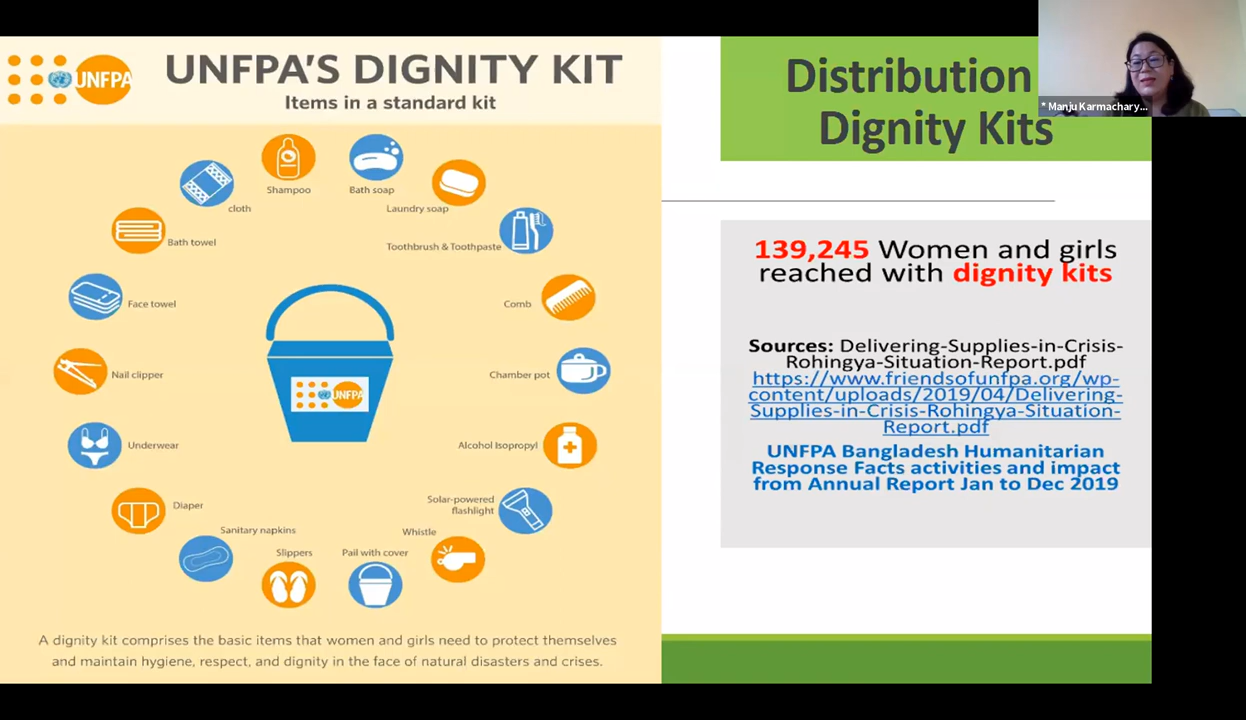 UNFPA
UNFPA'S DIGNITY KIT
Items in a standard kit
Shampoo
Bath soap
Laundry soap
Toothbrush & Toothpaste
Comb
Chamber pot
Alcohol Isopropyl
Solar-powered
flashlight
Whistle
Pail with cover
Slippers
Sanitary napkins
Diaper
Underwear
Nail clipper
Face towel
Bath towel
cloth
UNFPA
A dignity kit comprises the basic items that women and girls need to protect themselves
and maintain hygiene, respect, and dignity in the face of natural disasters and crises.
Distribution
Dignity Kits
* Manju Karmachary...
139,245 Women and girls
reached with dignity kits
Sources: Delivering-Supplies-in-Crisis-
Rohingya-Situation-Report.pdf
https://www.friendsofunfpa.org/wp-
content/uploads/2019/04/Delivering-
Supplies-in-Crisis-Rohingya-Situation-
Report.pdf
UNFPA Bangladesh Humanitarian
Response Facts activities and impact
from Annual Report Jan to Dec 2019